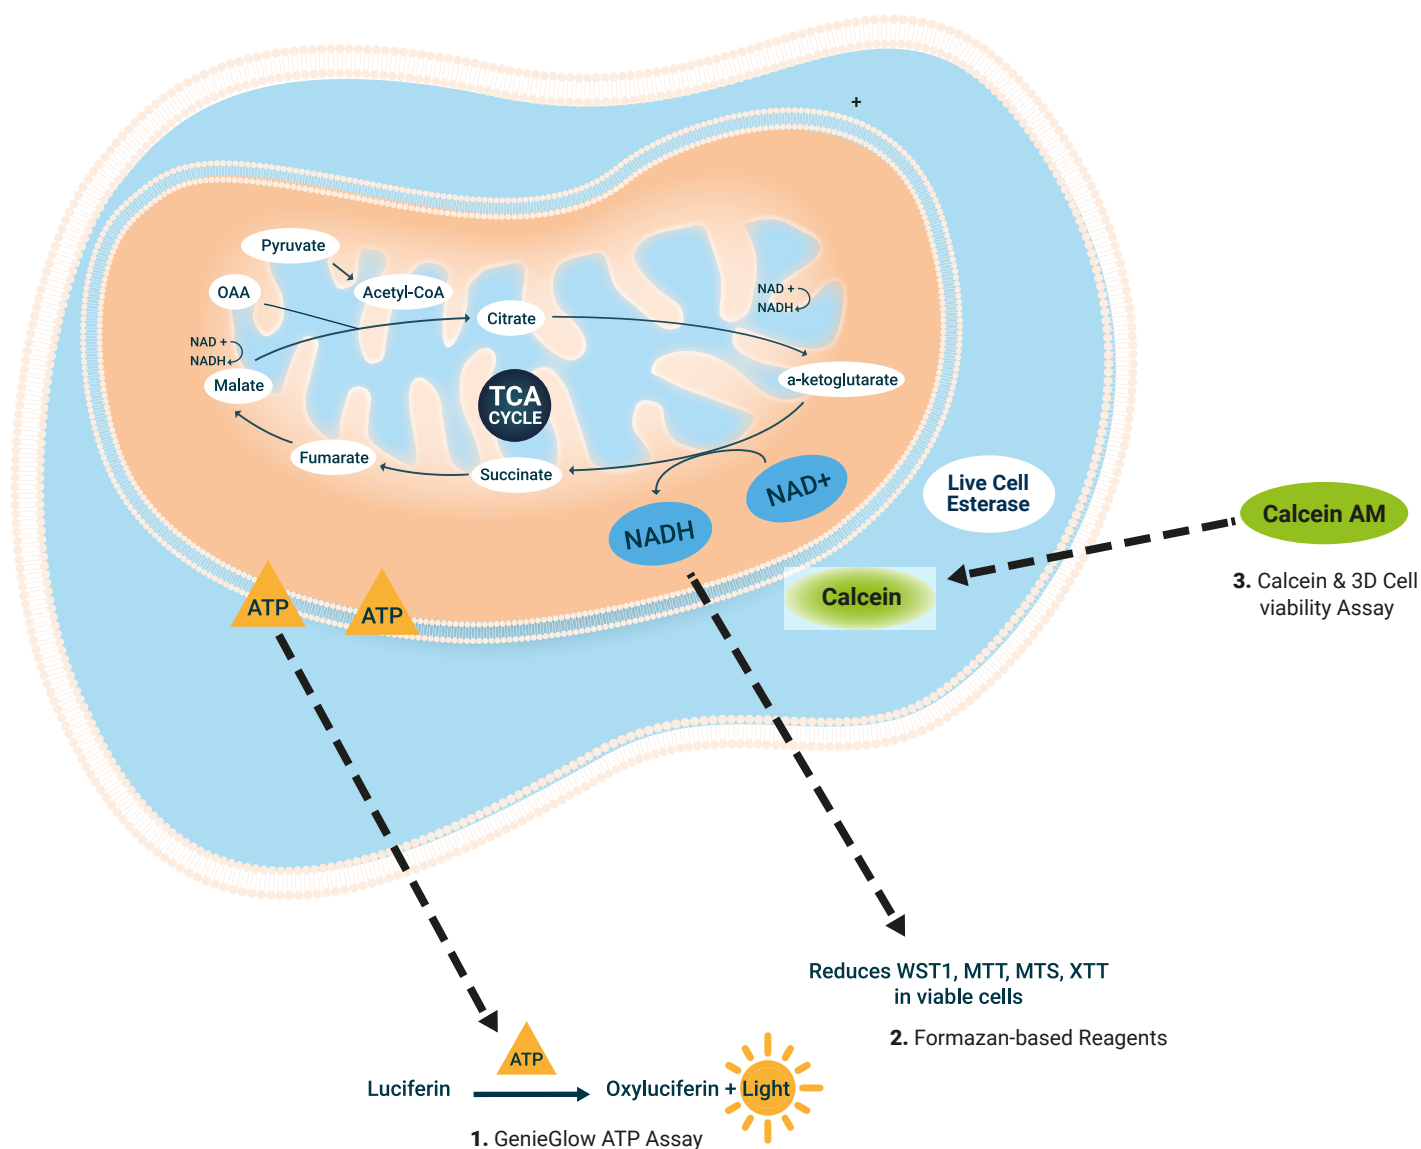 +
Pyruvate
OAA
Acetyl-CoA
NAD +
NADH
Citrate
NAD +
NADH
Malate
a-ketoglutarate
TCA
CYCLE
Fumarate
Succinate
NAD+
NADH
Live Cell
Esterase
Calcein AM
3. Calcein & 3D Cell
viability Assay
Calcein
ATP
ATP
Reduces WST1, MTT, MTS, XTT
in viable cells
2. Formazan-based Reagents
ATP
Luciferin
Oxyluciferin + Light
1. GenieGlow ATP Assay